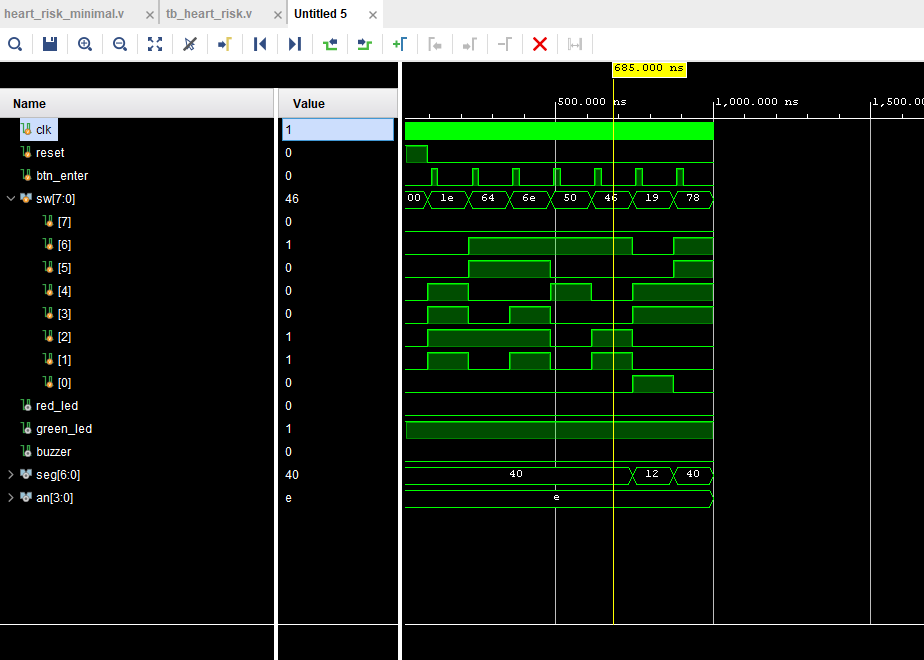 heart_risk_minimal.v × tb_heart_risk.v × Untitled 5 ×
685.000 ns
Name Value
500.000 ns 1,000.000 ns 1,500.0
clk 1
reset 0
btn_enter 0
sw[7:0] 46 00 1e 64 6e 50 46 19 78
[7] 0
[6] 1
[5] 0
[4] 0
[3] 0
[2] 1
[1] 1
[0] 0
red_led 0
green_led 1
buzzer 0
seg[6:0] 40 40 12 40
an[3:0] e e